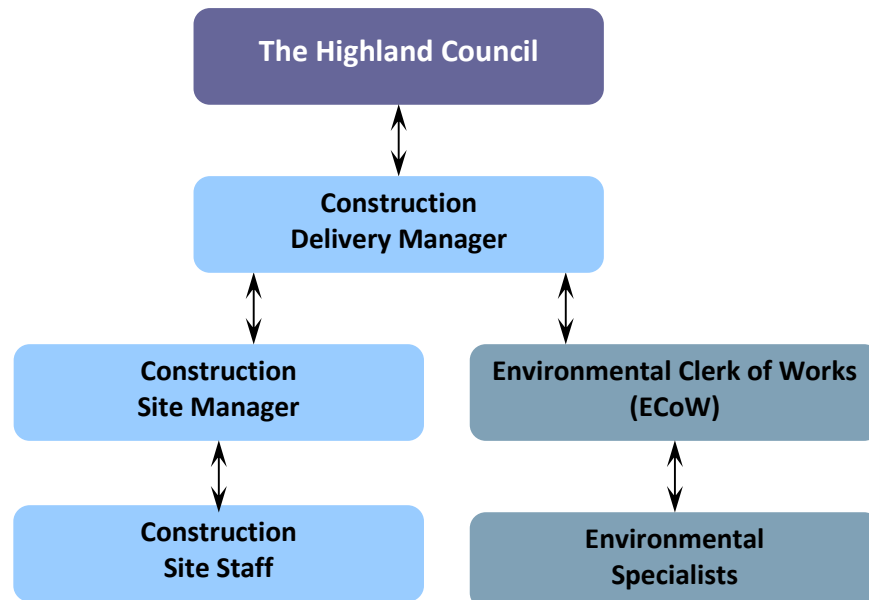 The Highland Council
Construction
Delivery Manager
Construction
Site Manager
Environmental Clerk of Works
(ECoW)
Construction
Site Staff
Environmental
Specialists